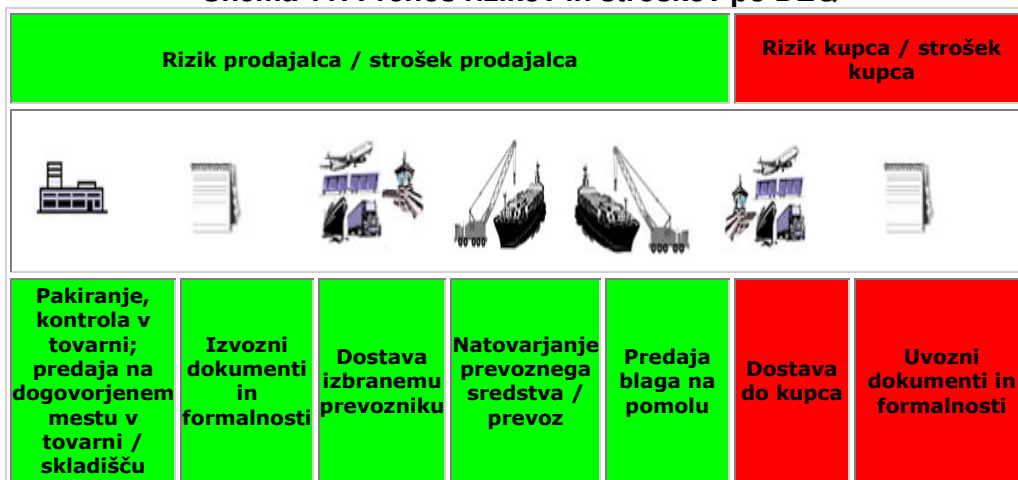 Rizik prodajalca / strošek prodajalca
Rizik kupca / strošek
kupca
Pakiranje,
kontrola v
tovarni;
predaja na
dogovorjenem
mestu v
tovarni /
skladišču
Izvozni
dokumenti
in
formalnosti
Dostava
izbranemu
prevozniku
Natovarjanje
prevoznega
sredstva /
prevoz
Predaja
blaga na
pomolu
Dostava
do kupca
Uvozni
dokumenti in
formalnosti